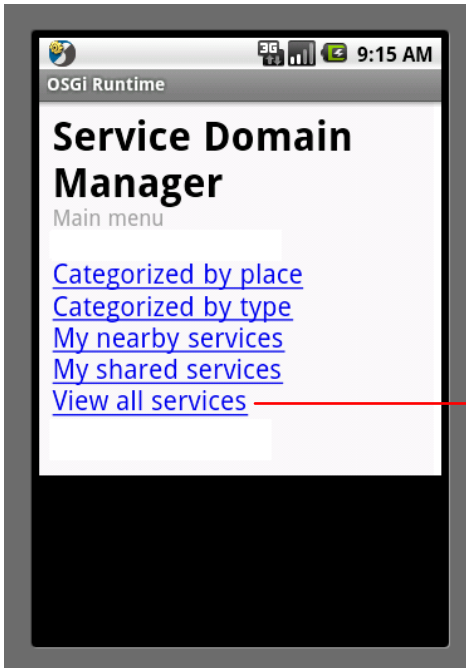 3G 9:15 AM
OSGi Runtime
Service Domain
Manager
Main menu
Categorized by place
Categorized by type
My nearby services
My shared services
View all services